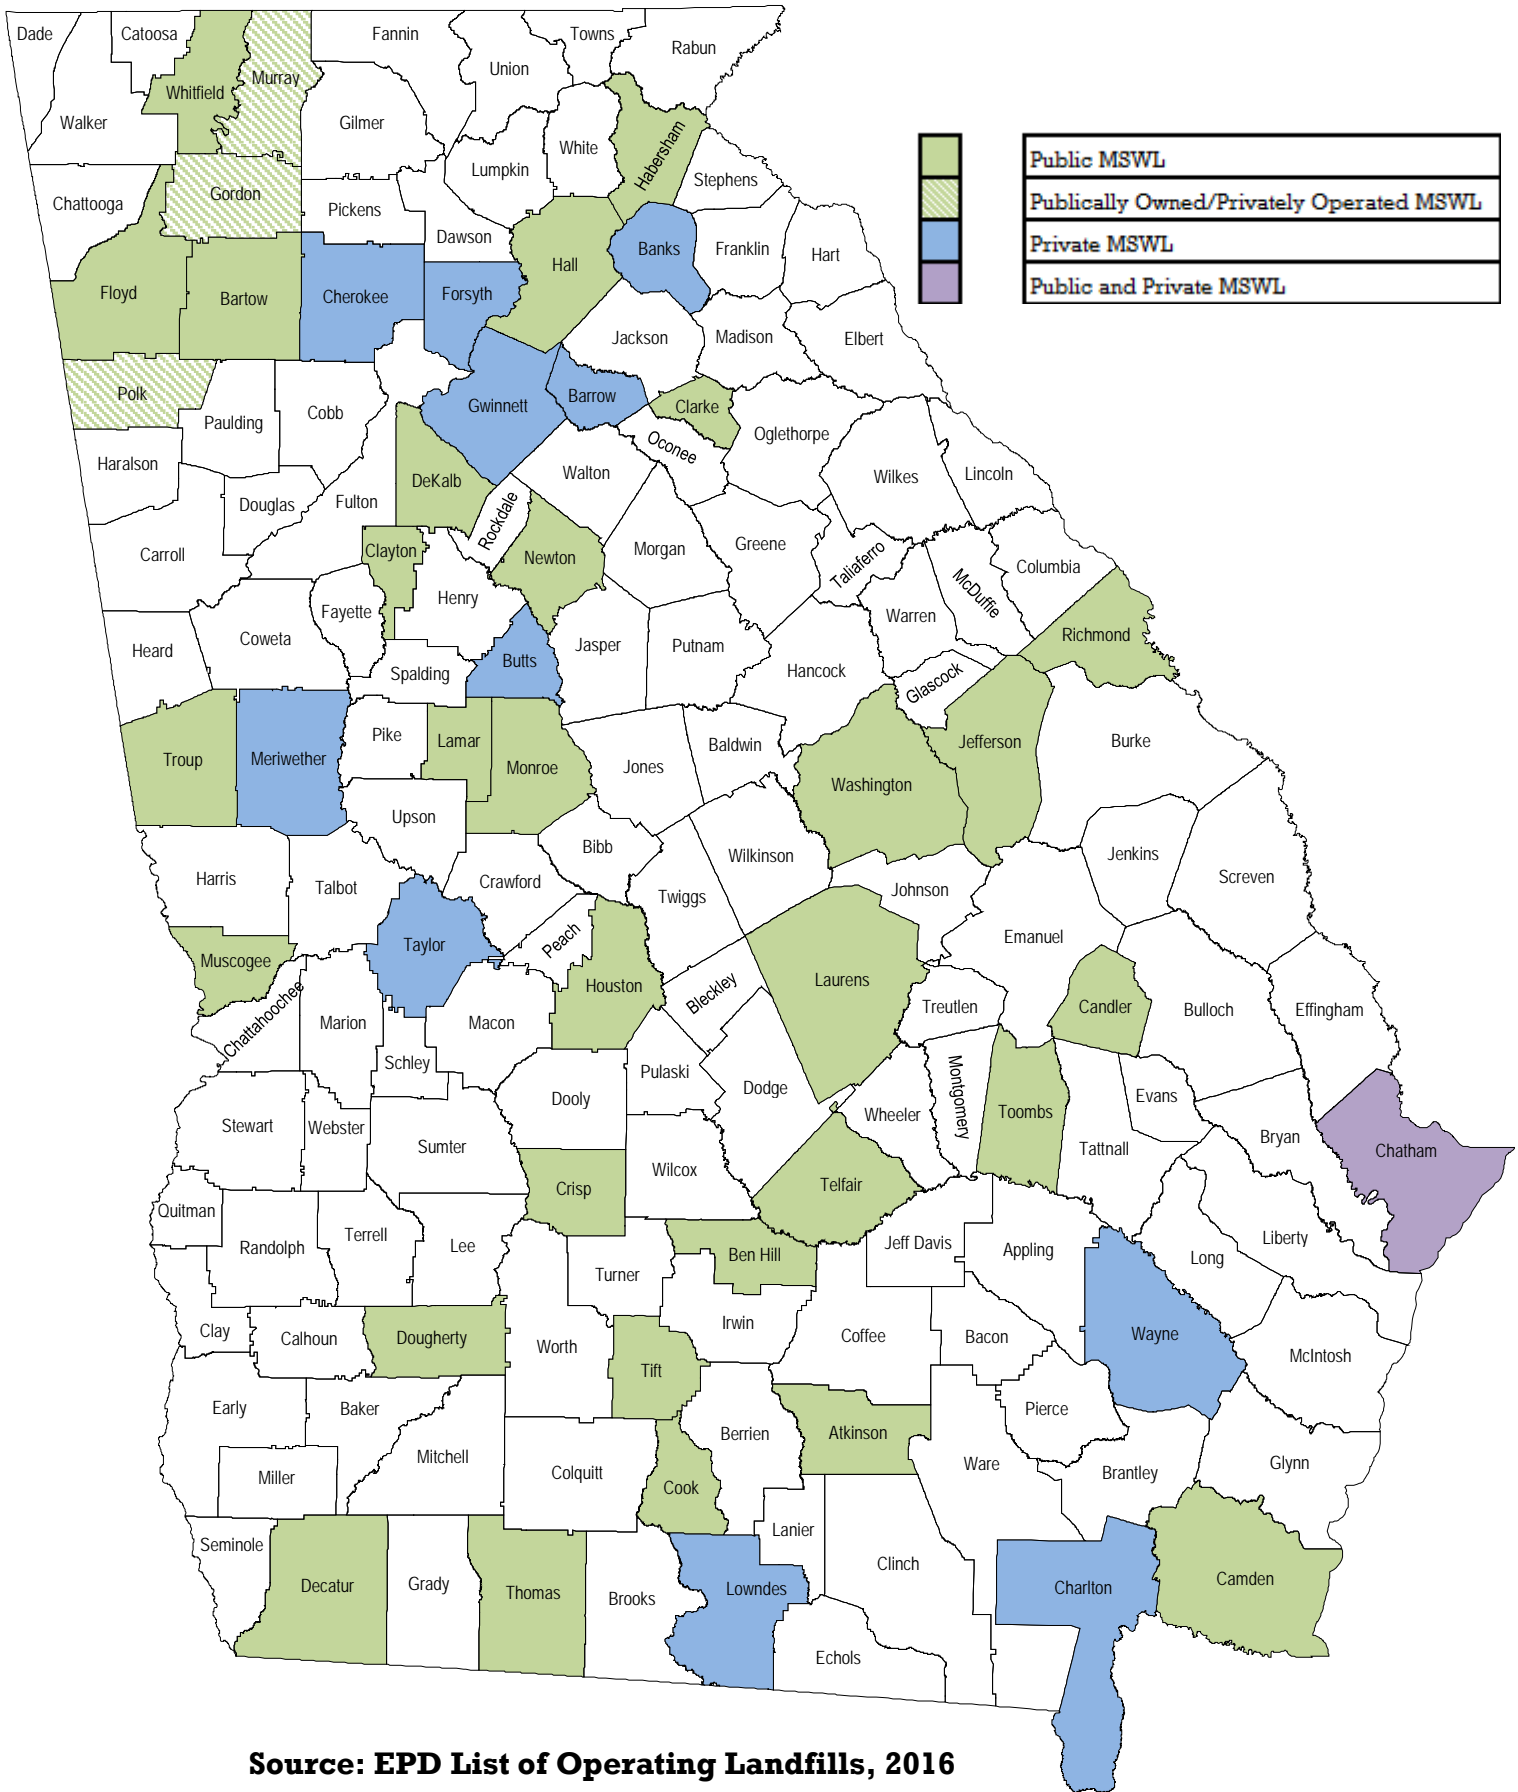 Dade
Catoosa
Fannin
Towns
Rabun
Union
Murray
Whitfield
Walker
Gilmer
White
Habersham
Lumpkin
Stephens
Gordon
Chattooga
Pickens
Dawson
Banks
Franklin
Hart
Hall
Floyd
Bartow
Cherokee
Forsyth
Jackson
Madison
Elbert
Public MSWL
Publically Owned/Privately Operated MSWL
Private MSWL
Public and Private MSWL
Polk
Paulding
Cobb
Gwinnett
Barrow
Clarke
Oglethorpe
Oconee
Haralson
Walton
Wilkes
Lincoln
DeKalb
Douglas
Fulton
Rockdale
Carroll
Clayton
Newton
Morgan
Greene
Taliaferro
McDuffie
Columbia
Henry
Fayette
Warren
Richmond
Heard
Coweta
Jasper
Putnam
Spalding
Butts
Hancock
Glascock
Troup
Meriwether
Pike
Lamar
Monroe
Jones
Baldwin
Jefferson
Burke
Washington
Upson
Bibb
Wilkinson
Jenkins
Screven
Harris
Talbot
Crawford
Twiggs
Johnson
Taylor
Peach
Emanuel
Muscogee
Houston
Bleckley
Laurens
Treutlen
Candler
Bulloch
Effingham
Chattahoochee
Marion
Macon
Schley
Pulaski
Dodge
Montgomery
Evans
Stewart
Webster
Dooly
Wheeler
Toombs
Tattnall
Bryan
Chatham
Sumter
Wilcox
Crisp
Telfair
Quitman
Randolph
Terrell
Lee
Turner
Ben Hill
Jeff Davis
Appling
Long
Liberty
Clay
Calhoun
Dougherty
Worth
Irwin
Coffee
Bacon
Wayne
McIntosh
Tift
Early
Baker
Berrien
Atkinson
Pierce
Miller
Mitchell
Colquitt
Cook
Ware
Brantley
Glynn
Seminole
Lanier
Decatur
Grady
Thomas
Brooks
Lowndes
Clinch
Charlton
Camden
Echols
Source: EPD List of Operating Landfills, 2016